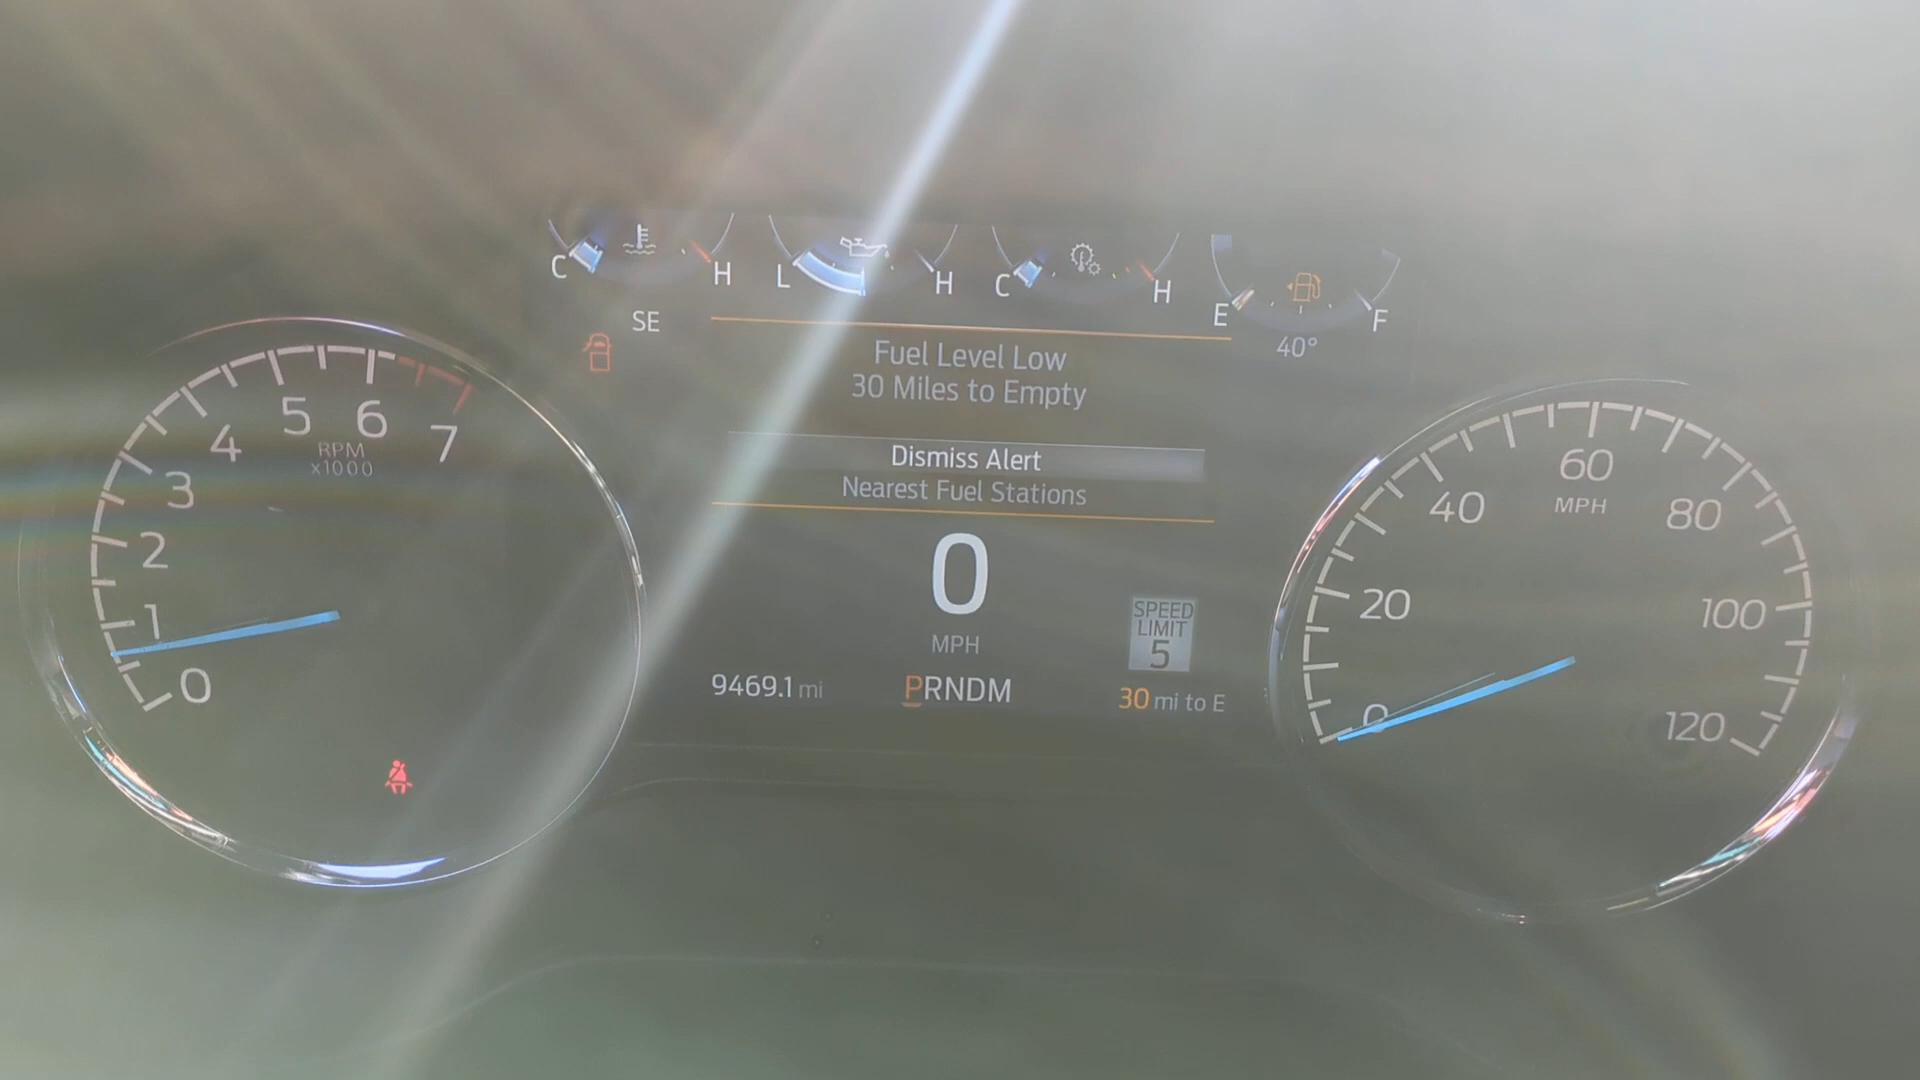 C H L H C H E F
SE
40°
Fuel Level Low
30 Miles to Empty
Dismiss Alert
Nearest Fuel Stations
0
MPH
SPEED
LIMIT
5
9469.1 mi
PRNDM
30 mi to E
0 1 2 3 4 5 6 7
RPM
x1000
0 20 40 60 80 100 120
MPH